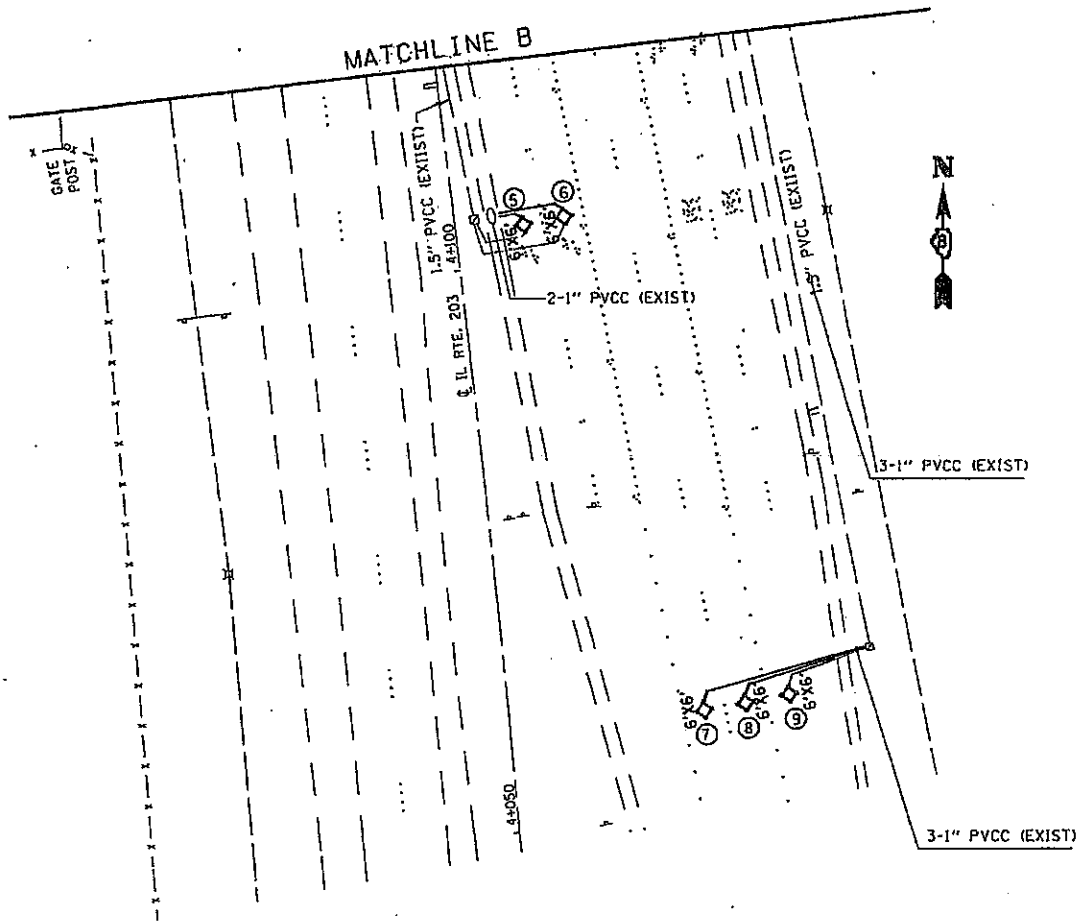 MATCHLINE B
GATE
POST
1.5" PVCC (EXIIST)
4+100
℄ IL RTE. 203
5
6
6'X6'
6'X6'
2-1" PVCC (EXIST)
N
1.5" PVCC (EXIIST)
3-1" PVCC (EXIST)
6'X6'
6'X6'
6'X6'
7
8
9
4+050
3-1" PVCC (EXIST)